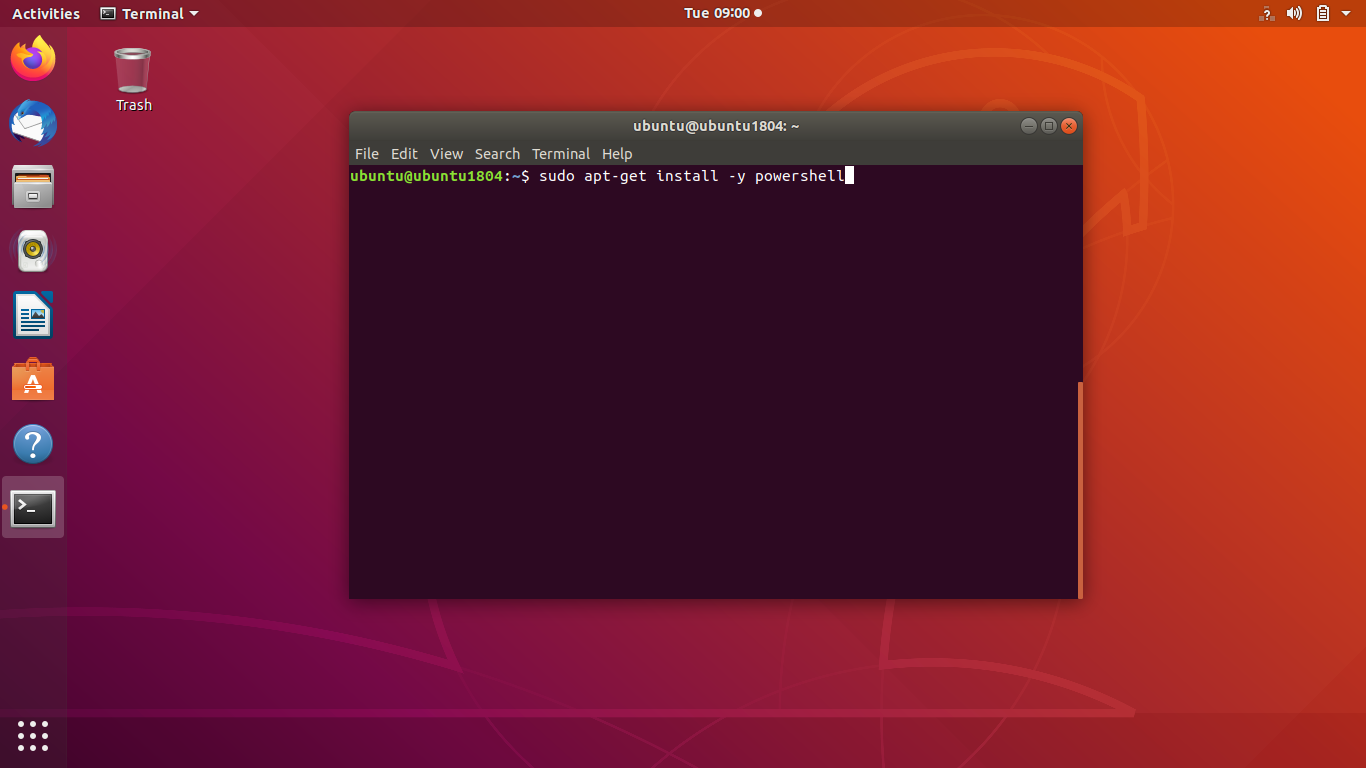 Activities Terminal Tue 09:00
Trash
ubuntu@ubuntu1804: ~
File Edit View Search Terminal Help
ubuntu@ubuntu1804:~$ sudo apt-get install -y powershell